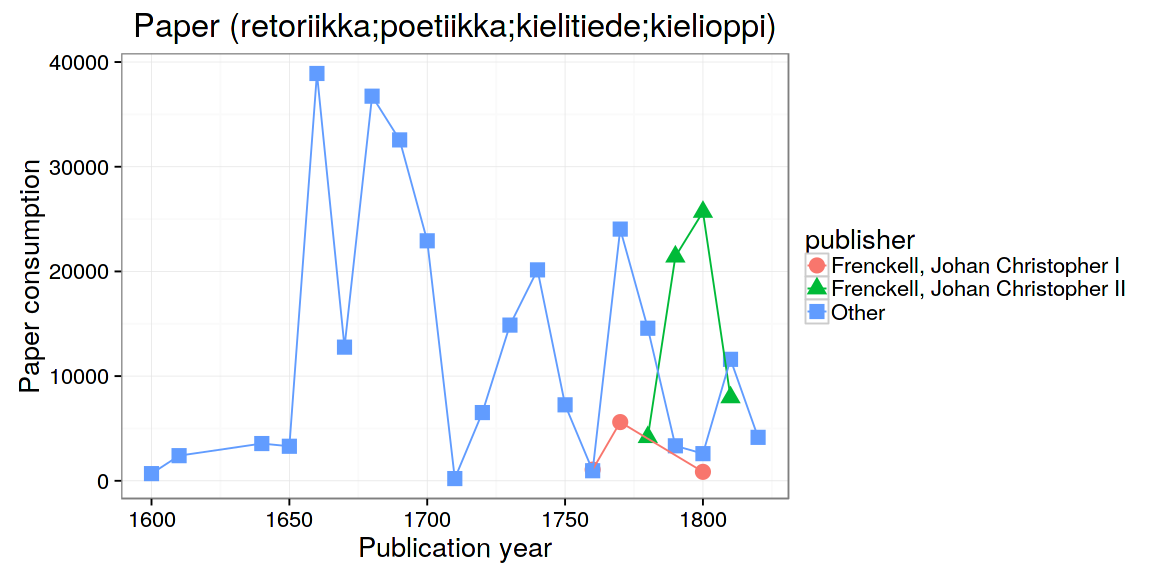 Paper (retoriikka;poetiikka;kielitiede;kielioppi)
40000
30000
20000
10000
0
Paper consumption
1600
1650
1700
1750
1800
Publication year
publisher
Frenckell, Johan Christopher I
Frenckell, Johan Christopher II
Other